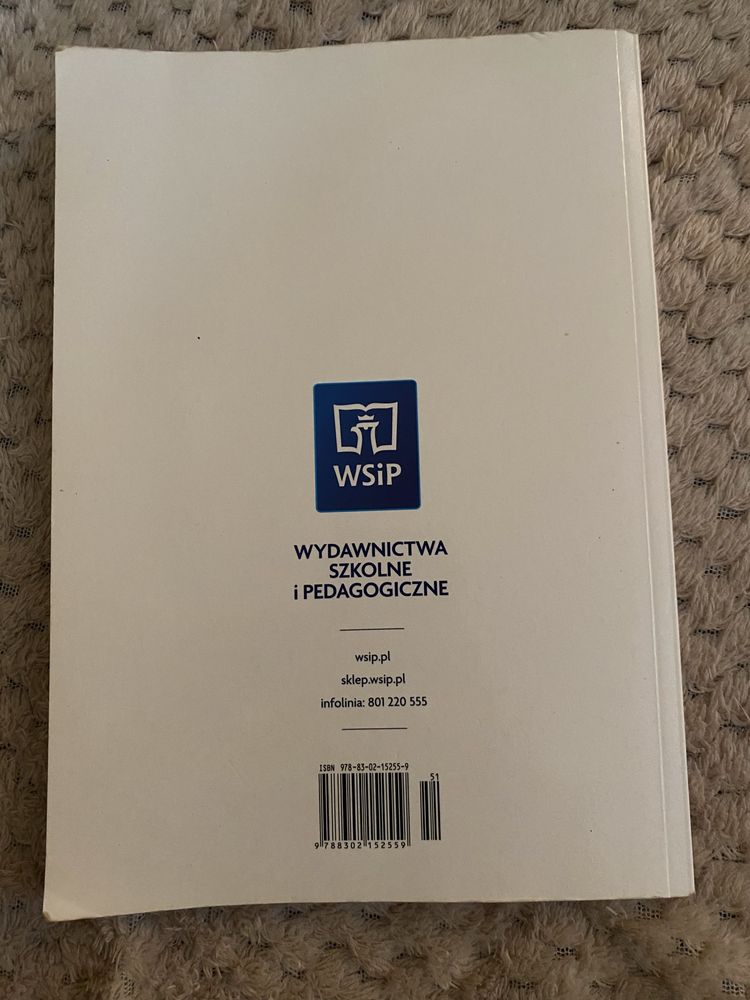 WSiP
WYDAWNICTWA
SZKOLNE
i PEDAGOGICZNE
wsip.pl
sklep.wsip.pl
infolinia: 801 220 555
ISBN 978-83-02-15255-9
51
9 788302 152559